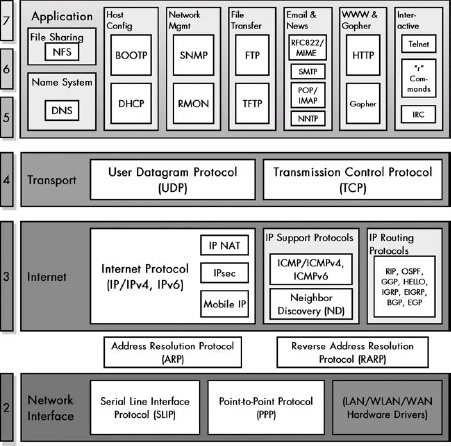 7
Application
File Sharing
NFS
Name System
DNS
Host
Config
BOOTP
DHCP
Network
Mgmt
SNMP
RMON
File
Transfer
FTP
TFTP
Email &
News
RFC822/
MIME
SMTP
POP/
IMAP
NNTP
WWW &
Gopher
HTTP
Gopher
Inter-
active
Telnet
"r"
Com-
mands
IRC
6
5
4
Transport
User Datagram Protocol
(UDP)
Transmission Control Protocol
(TCP)
3
Internet
Internet Protocol
(IP/IPv4, IPv6)
IP NAT
IPsec
Mobile IP
IP Support Protocols
ICMP/ICMPv4,
ICMPv6
Neighbor
Discovery (ND)
IP Routing
Protocols
RIP, OSPF,
GGP, HELLO,
IGRP, EIGRP,
BGP, EGP
Address Resolution Protocol
(ARP)
Reverse Address Resolution
Protocol (RARP)
2
Network
Interface
Serial Line Interface
Protocol (SLIP)
Point-to-Point Protocol
(PPP)
(LAN/WLAN/WAN
Hardware Drivers)